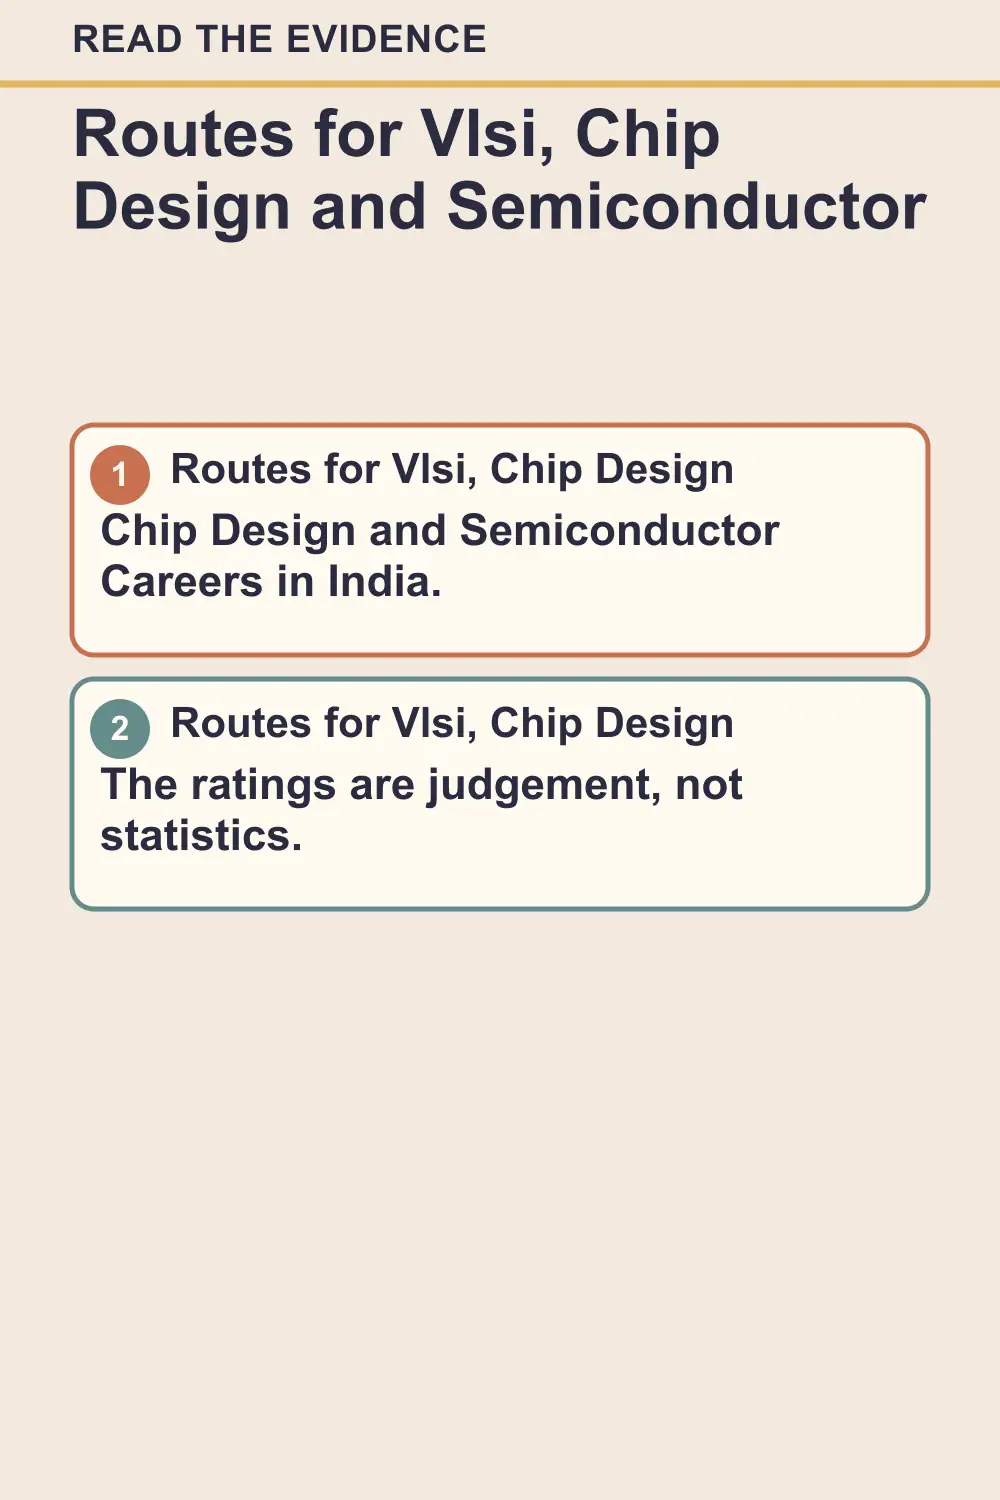 READ THE EVIDENCE
Routes for Vlsi, Chip
Design and Semiconductor
1 Routes for Vlsi, Chip Design
Chip Design and Semiconductor
Careers in India.
2 Routes for Vlsi, Chip Design
The ratings are judgement, not
statistics.